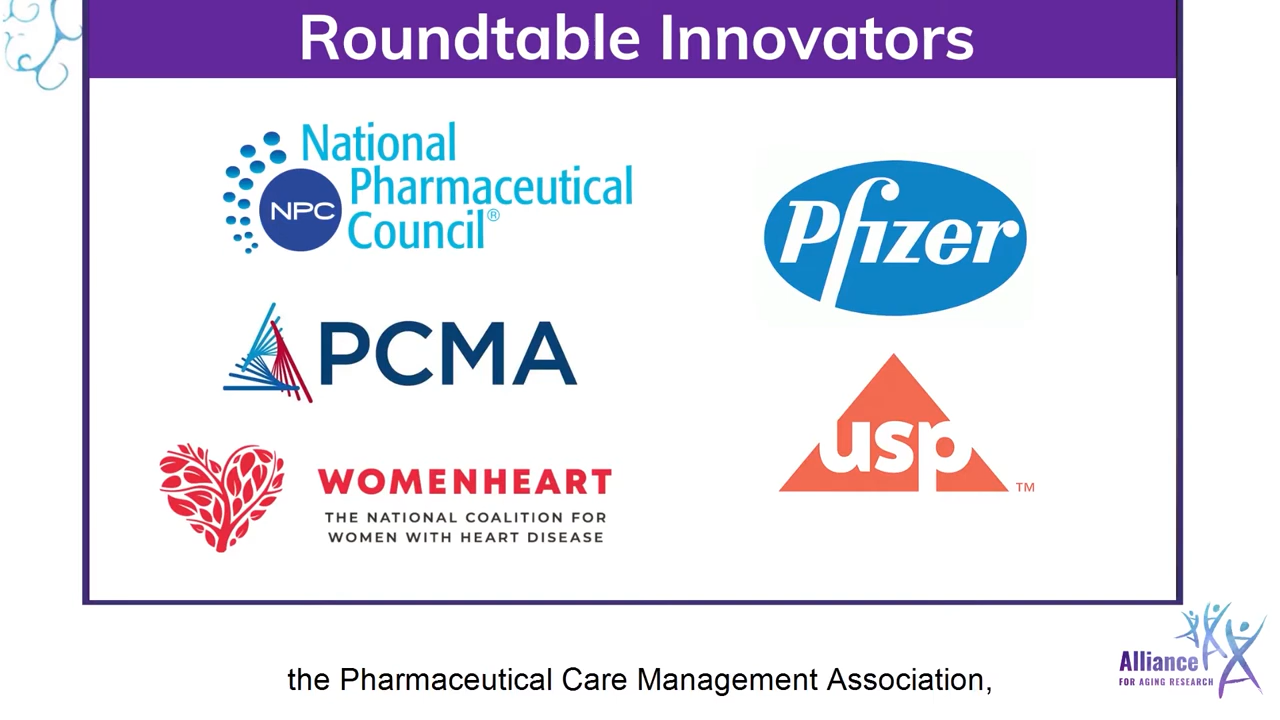 Roundtable Innovators
National
Pharmaceutical
Council®
NPC
Pfizer
PCMA
usp
TM
WOMENHEART
THE NATIONAL COALITION FOR
WOMEN WITH HEART DISEASE
the Pharmaceutical Care Management Association,
Alliance
FOR AGING RESEARCH